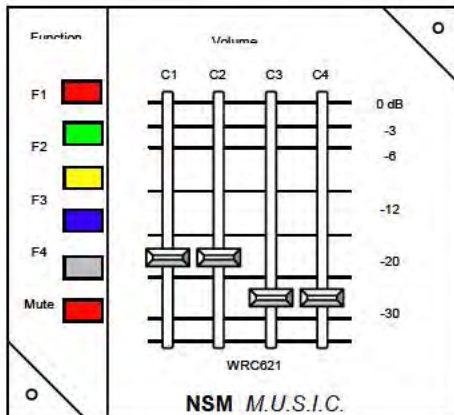 Function
Volume
C1 C2 C3 C4
F1
F2
F3
F4
Mute
0 dB
-3
-6
-12
-20
-30
WRC621
NSM M.U.S.I.C.